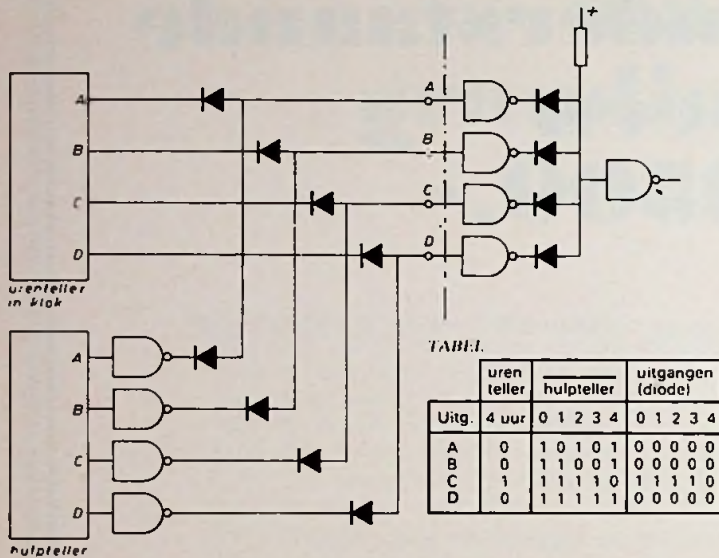 +
A
A
B
B
C
C
D
D
urenteller
in klok
A
B
C
D
hulpteller
TABEL
uren teller hulpteller uitgangen (diode)
Uitg. 4 uur 0 1 2 3 4 0 1 2 3 4
A 0 1 0 1 0 1 0 0 0 0 0
B 0 1 1 0 0 1 0 0 0 0 0
C 1 1 1 1 1 0 1 1 1 1 0
D 0 1 1 1 1 1 0 0 0 0 0